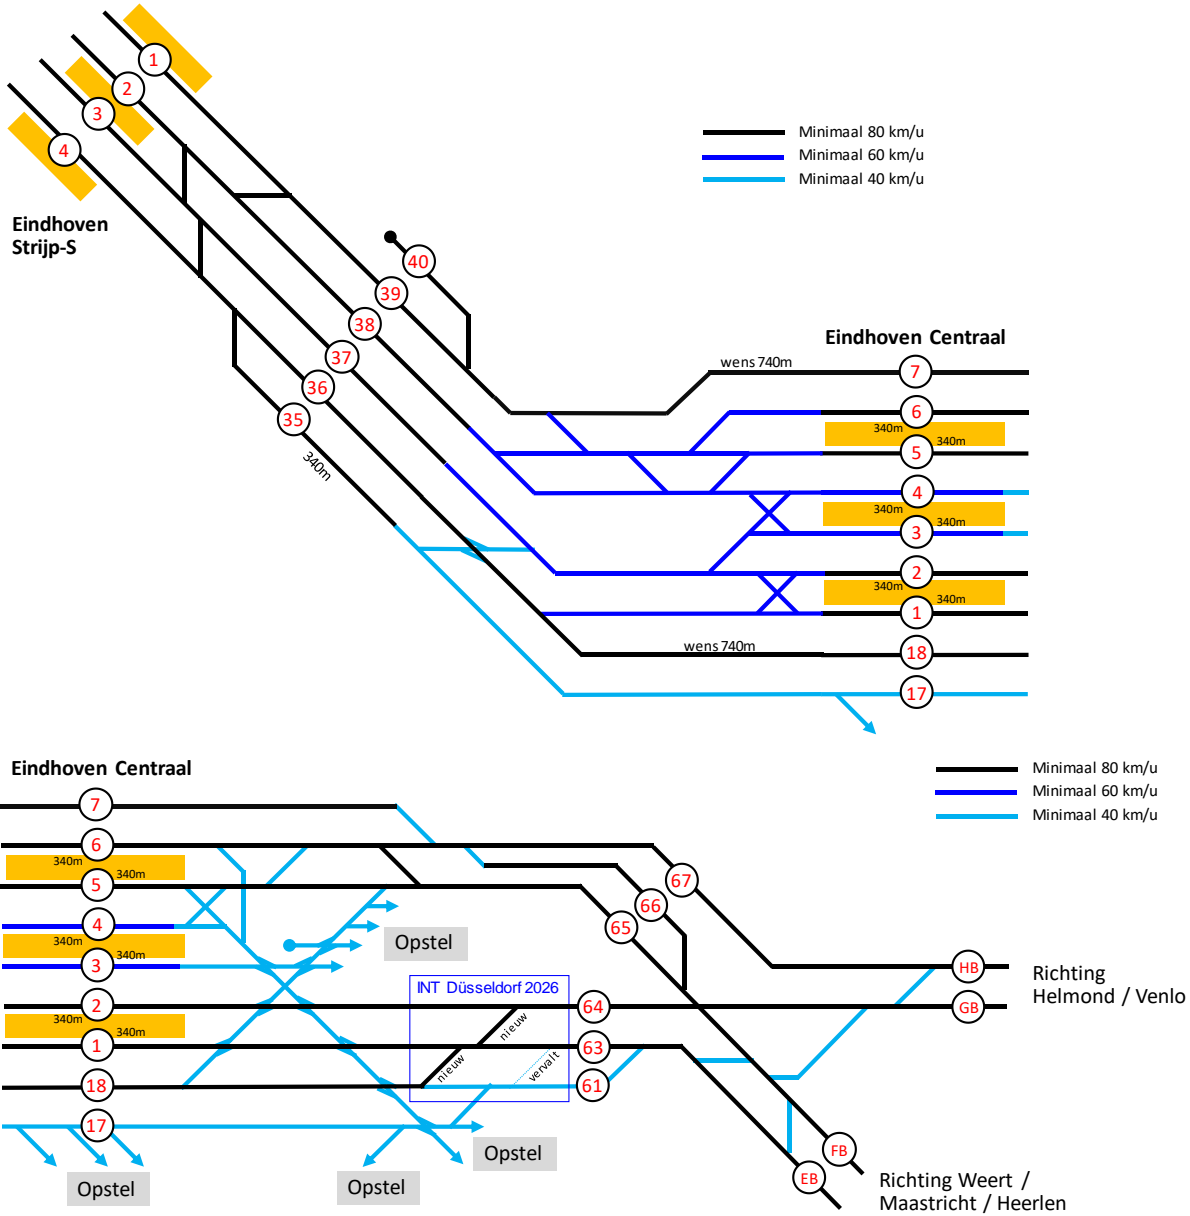 1
2
3
4
Eindhoven
Strijp-S
Minimaal 80 km/u
Minimaal 60 km/u
Minimaal 40 km/u
40
39
38
37
36
35
340m
Eindhoven Centraal
wens 740m
7
6
340m
340m
5
4
340m
340m
3
2
340m
340m
1
wens 740m
18
17
Eindhoven Centraal
Minimaal 80 km/u
Minimaal 60 km/u
Minimaal 40 km/u
7
6
340m
340m
5
4
340m
340m
3
2
340m
340m
1
18
17
67
66
65
Opstel
INT Düsseldorf 2026
nieuw
nieuw
vervalt
64
63
61
HB
GB
Richting
Helmond / Venlo
FB
EB
Richting Weert /
Maastricht / Heerlen
Opstel
Opstel
Opstel